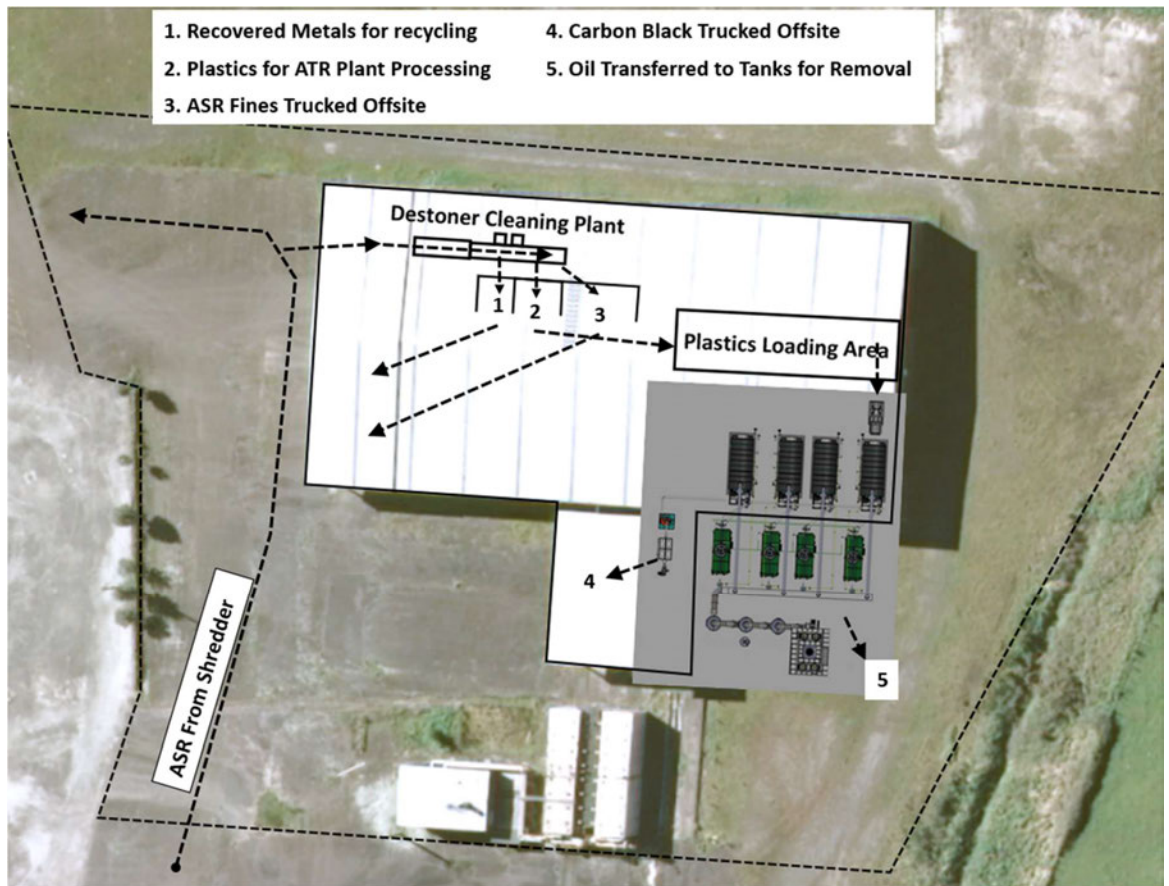 1. Recovered Metals for recycling
2. Plastics for ATR Plant Processing
3. ASR Fines Trucked Offsite
4. Carbon Black Trucked Offsite
5. Oil Transferred to Tanks for Removal
Destoner Cleaning Plant
1
2
3
Plastics Loading Area
4
5
ASR From Shredder